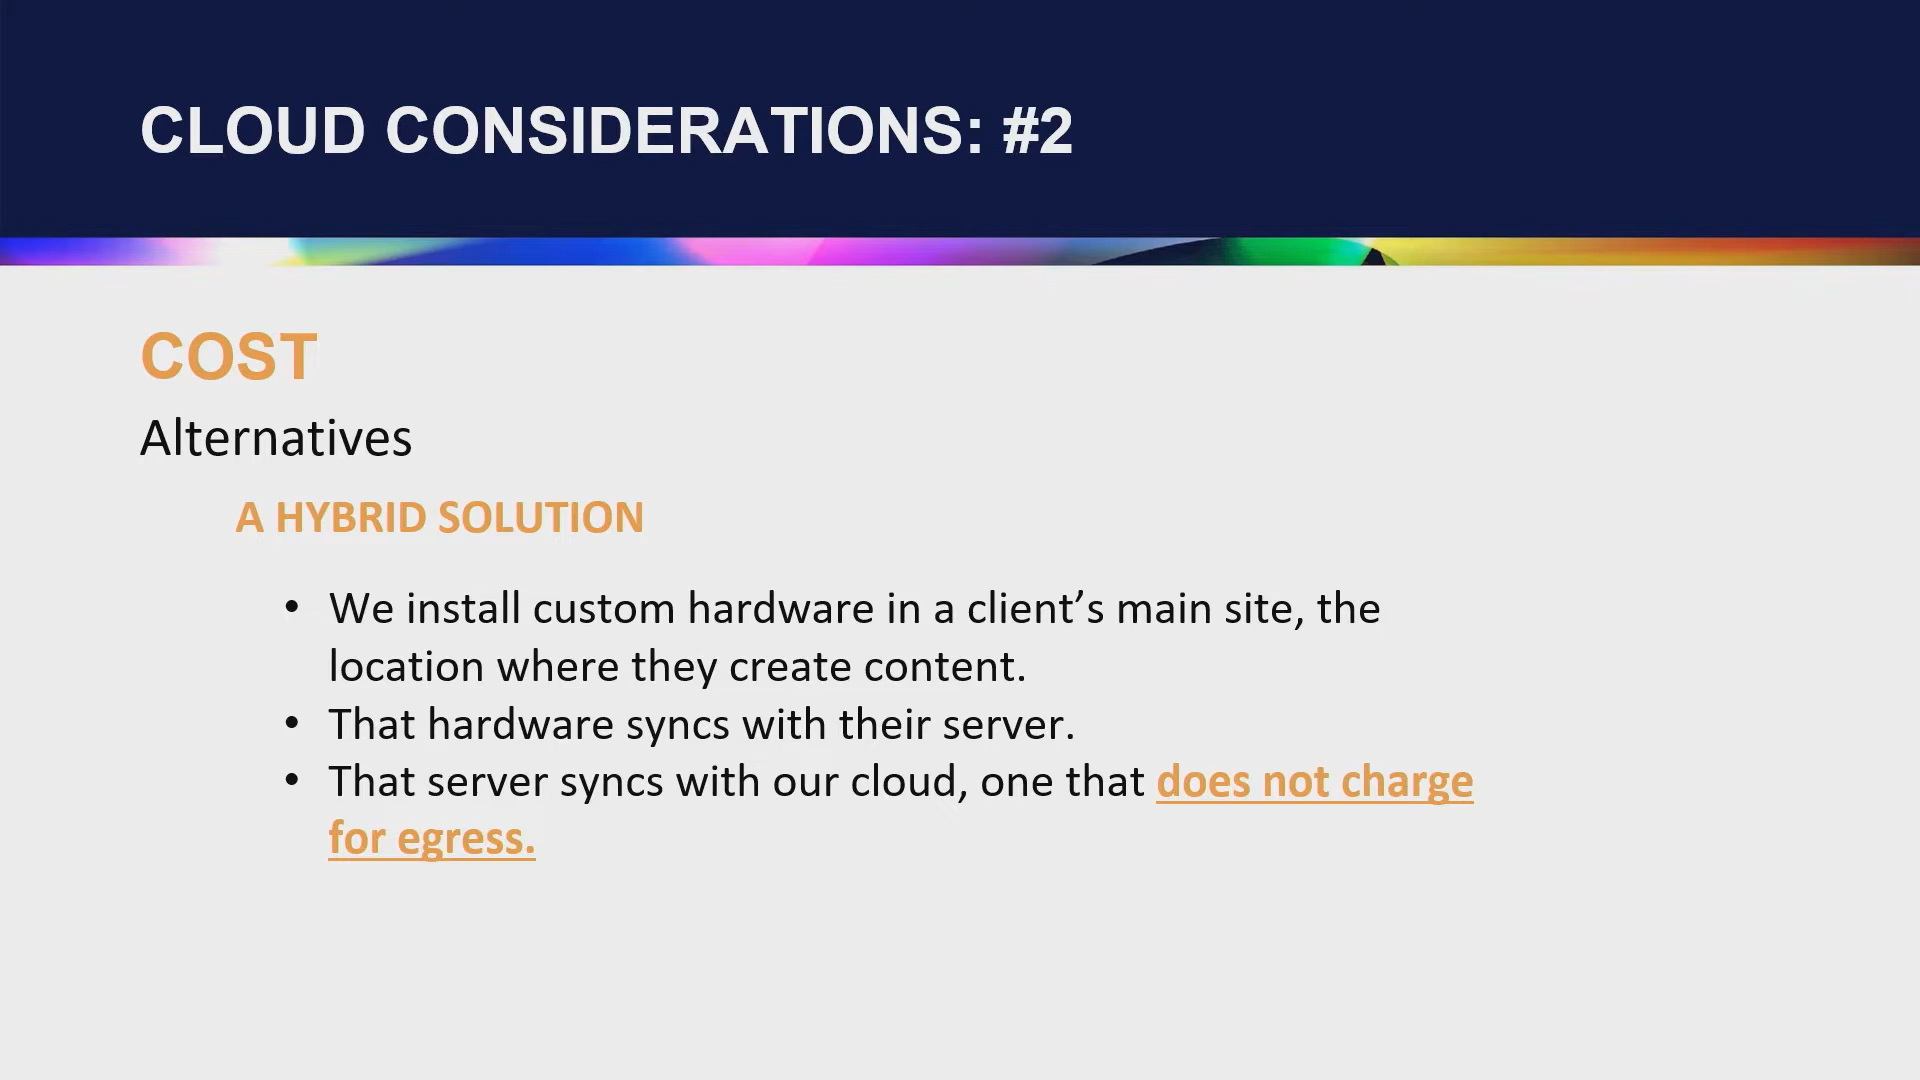 CLOUD CONSIDERATIONS: #2
COST
Alternatives
A HYBRID SOLUTION
• We install custom hardware in a client’s main site, the
location where they create content.
• That hardware syncs with their server.
• That server syncs with our cloud, one that does not charge
for egress.